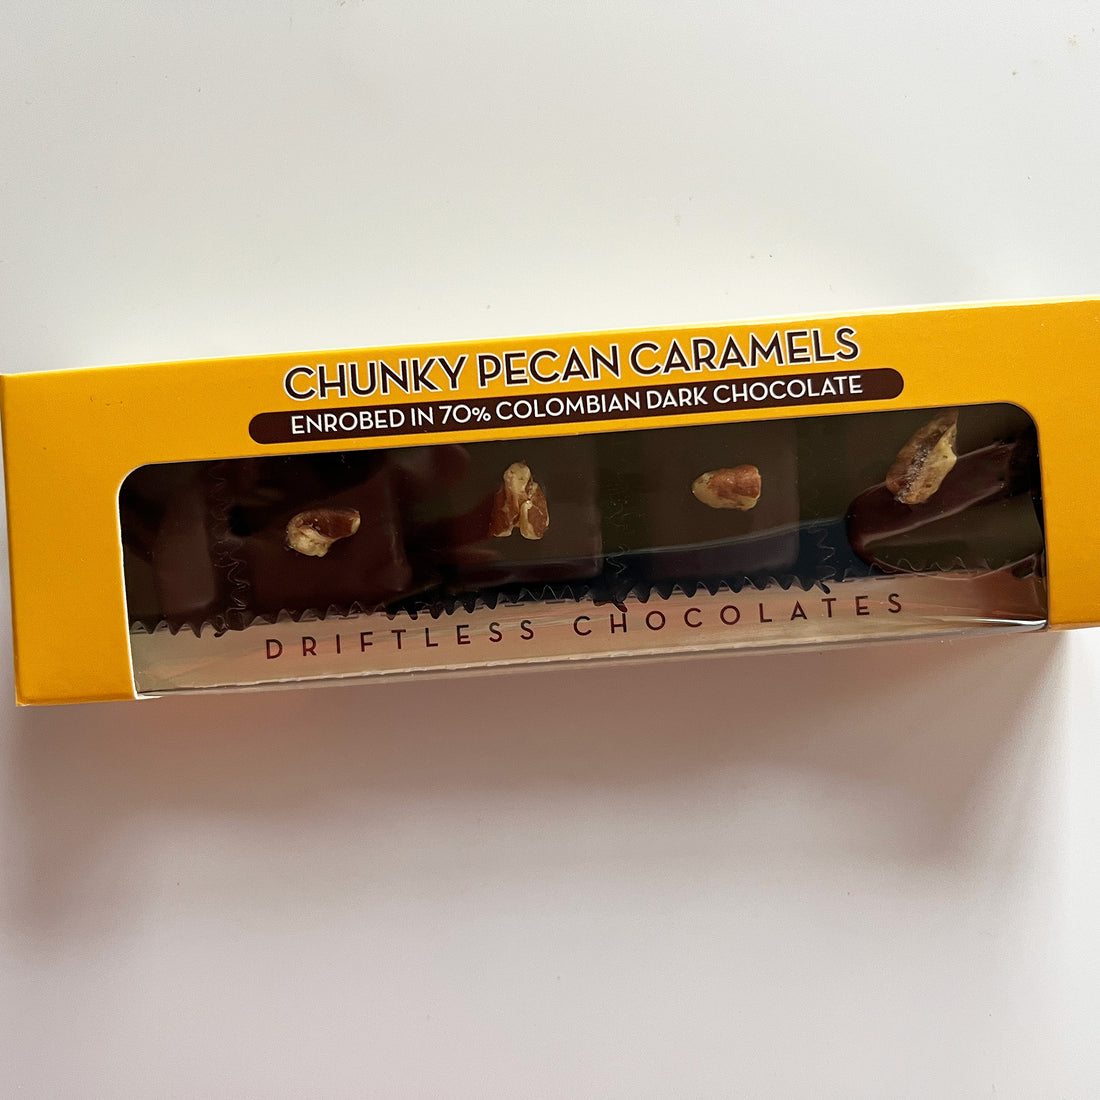 CHUNKY PECAN CARAMELS
ENROBED IN 70% COLOMBIAN DARK CHOCOLATE
DRIFTLESS CHOCOLATES